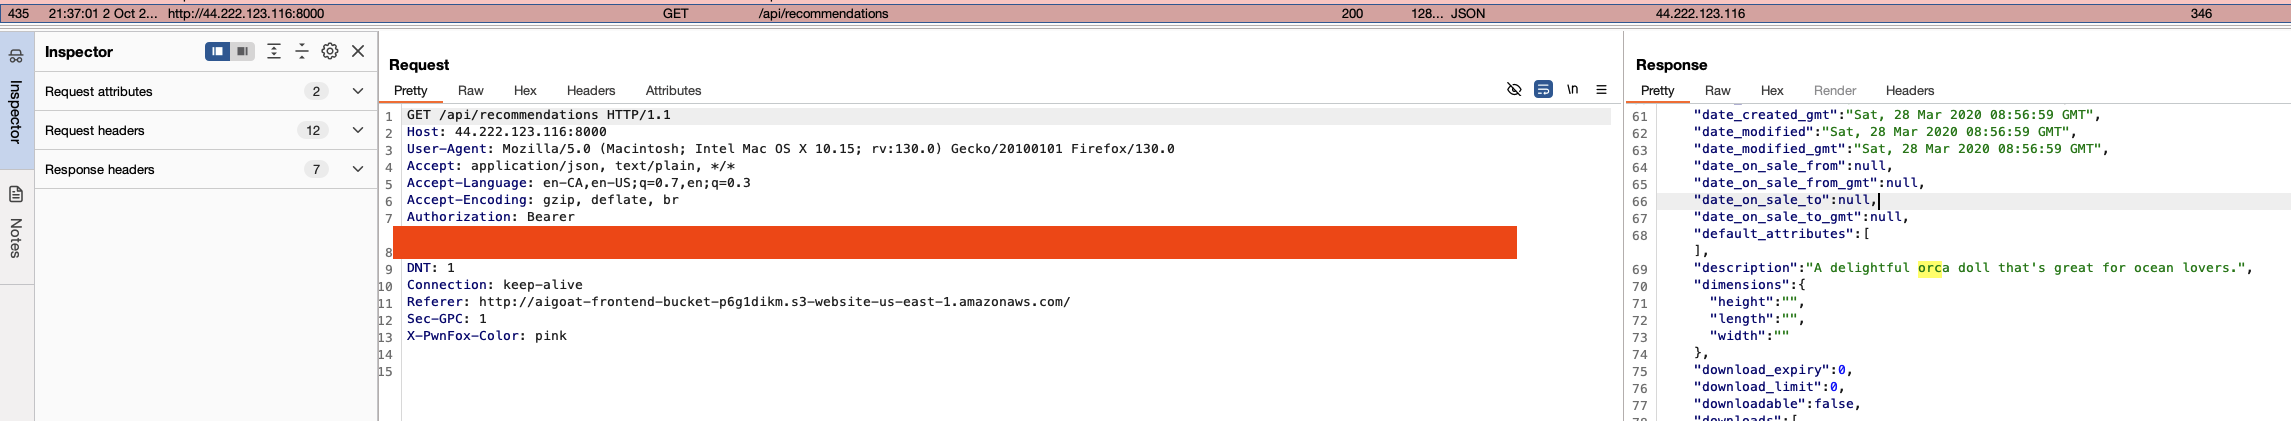 435 21:37:01 2 Oct 2... http://44.222.123.116:8000 GET /api/recommendations 200 128... JSON 44.222.123.116 346
Inspector
Notes
Inspector
Request attributes 2
Request headers 12
Response headers 7
Request
Pretty Raw Hex Headers Attributes \n
1 GET /api/recommendations HTTP/1.1
2 Host: 44.222.123.116:8000
3 User-Agent: Mozilla/5.0 (Macintosh; Intel Mac OS X 10.15; rv:130.0) Gecko/20100101 Firefox/130.0
4 Accept: application/json, text/plain, */*
5 Accept-Language: en-CA,en-US;q=0.7,en;q=0.3
6 Accept-Encoding: gzip, deflate, br
7 Authorization: Bearer
8
9 DNT: 1
10 Connection: keep-alive
11 Referer: http://aigoat-frontend-bucket-p6g1dikm.s3-website-us-east-1.amazonaws.com/
12 Sec-GPC: 1
13 X-PwnFox-Color: pink
14
15
Response
Pretty Raw Hex Render Headers
61 "date_created_gmt":"Sat, 28 Mar 2020 08:56:59 GMT",
62 "date_modified":"Sat, 28 Mar 2020 08:56:59 GMT",
63 "date_modified_gmt":"Sat, 28 Mar 2020 08:56:59 GMT",
64 "date_on_sale_from":null,
65 "date_on_sale_from_gmt":null,
66 "date_on_sale_to":null,
67 "date_on_sale_to_gmt":null,
68 "default_attributes":[
],
69 "description":"A delightful orca doll that's great for ocean lovers.",
70 "dimensions":{
71 "height":"",
72 "length":"",
73 "width":""
74 },
75 "download_expiry":0,
76 "download_limit":0,
77 "downloadable":false,
78 "downloads":[